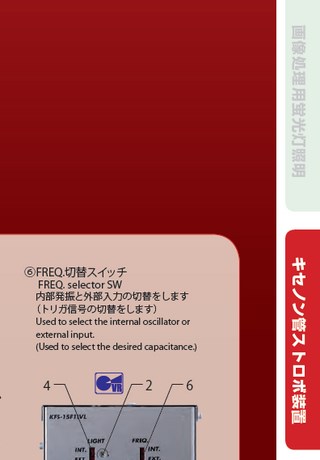 画像処理用蛍光灯照明
キセノン管ストロボ装置
⑥FREQ.切替スイッチ
FREQ. selector SW
内部発振と外部入力の切替をします
（トリガ信号の切替をします）
Used to select the internal oscillator or
external input.
(Used to select the desired capacitance.)
4 VR 2 6
LIGHT FREQ.
INT. INT.
EXT. EXT.